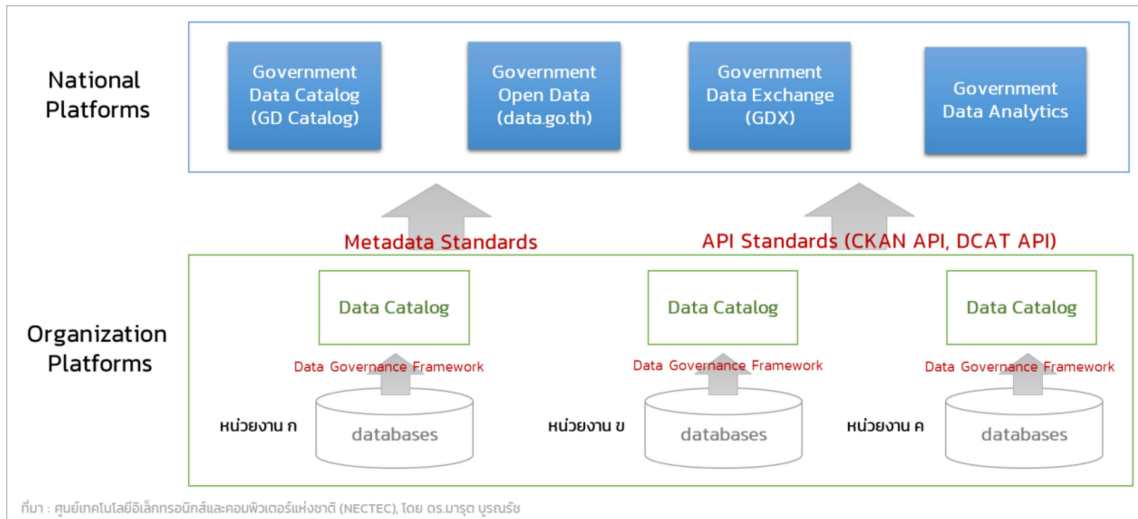 National
Platforms
Government
Data Catalog
(GD Catalog)
Government
Open Data
(data.go.th)
Government
Data Exchange
(GDX)
Government
Data Analytics
Metadata Standards
API Standards (CKAN API, DCAT API)
Organization
Platforms
Data Catalog
Data Catalog
Data Catalog
Data Governance Framework
Data Governance Framework
Data Governance Framework
หน่วยงาน ก
databases
หน่วยงาน ข
databases
หน่วยงาน ค
databases
ที่มา : ศูนย์เทคโนโลยีอิเล็กทรอนิกส์และคอมพิวเตอร์แห่งชาติ (NECTEC), โดย ดร.มารุต บูรณรัช